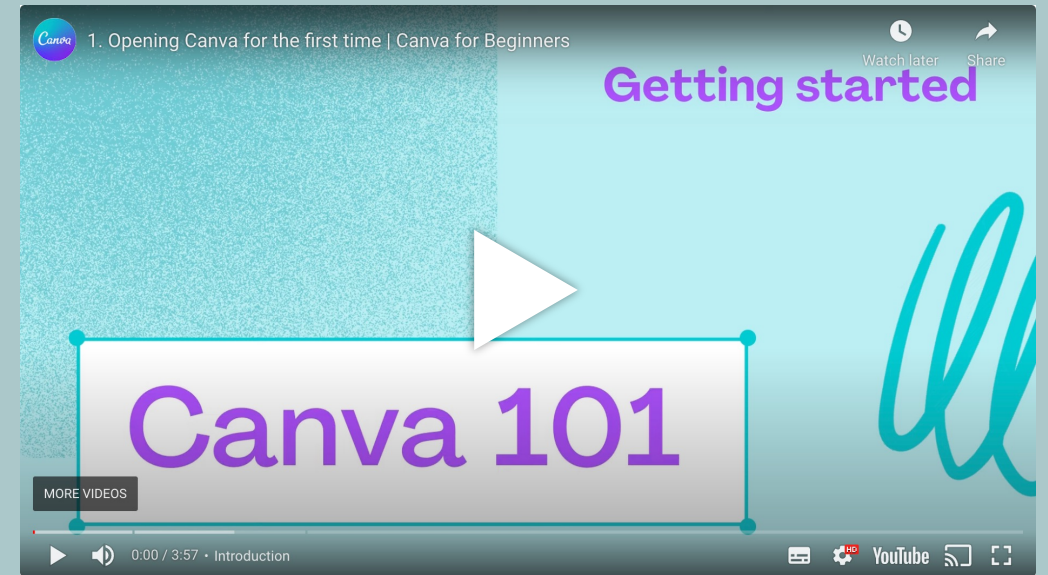 Canva
1. Opening Canva for the first time | Canva for Beginners
Watch later
Share
Getting started
Canva 101
MORE VIDEOS
0:00 / 3:57 • Introduction
HD
YouTube